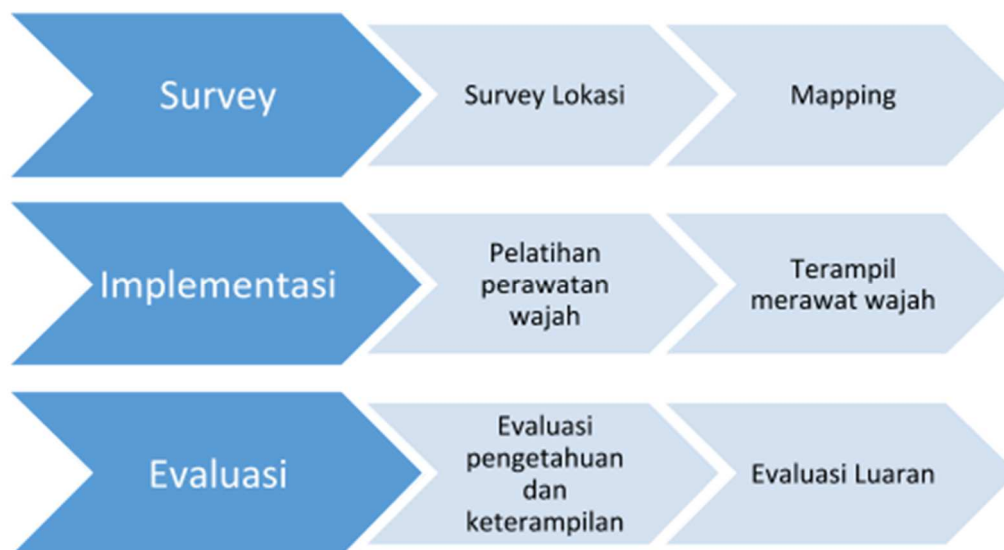 Survey
Survey Lokasi
Mapping
Implementasi
Pelatihan
perawatan
wajah
Terampil
merawat wajah
Evaluasi
Evaluasi
pengetahuan
dan
keterampilan
Evaluasi Luaran